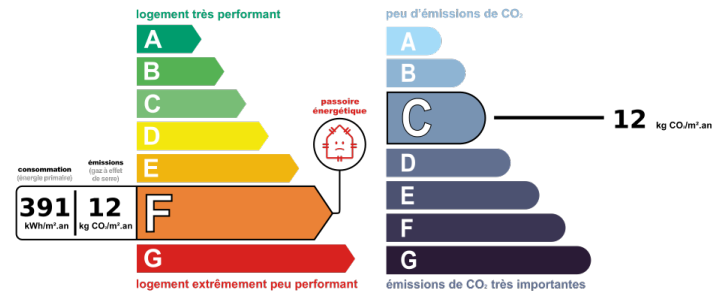 logement très performant
A
B
C
D
E
F
G
passoire
énergétique
consommation
(énergie primaire)
émissions
(gaz à effet
de serre)
391
kWh/m².an
12
kg CO₂/m².an
logement extrêmement peu performant
peu d'émissions de CO₂
A
B
C
D
E
F
G
12
kg CO₂/m².an
émissions de CO₂ très importantes